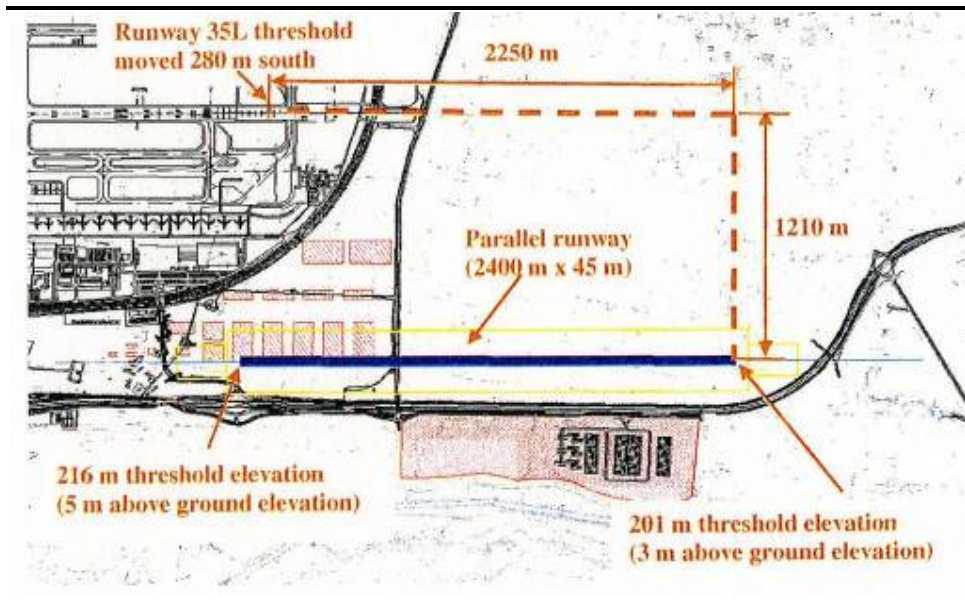 Runway 35L threshold
moved 280 m south
2250 m
1210 m
Parallel runway
(2400 m x 45 m)
7
216 m threshold elevation
(5 m above ground elevation)
201 m threshold elevation
(3 m above ground elevation)